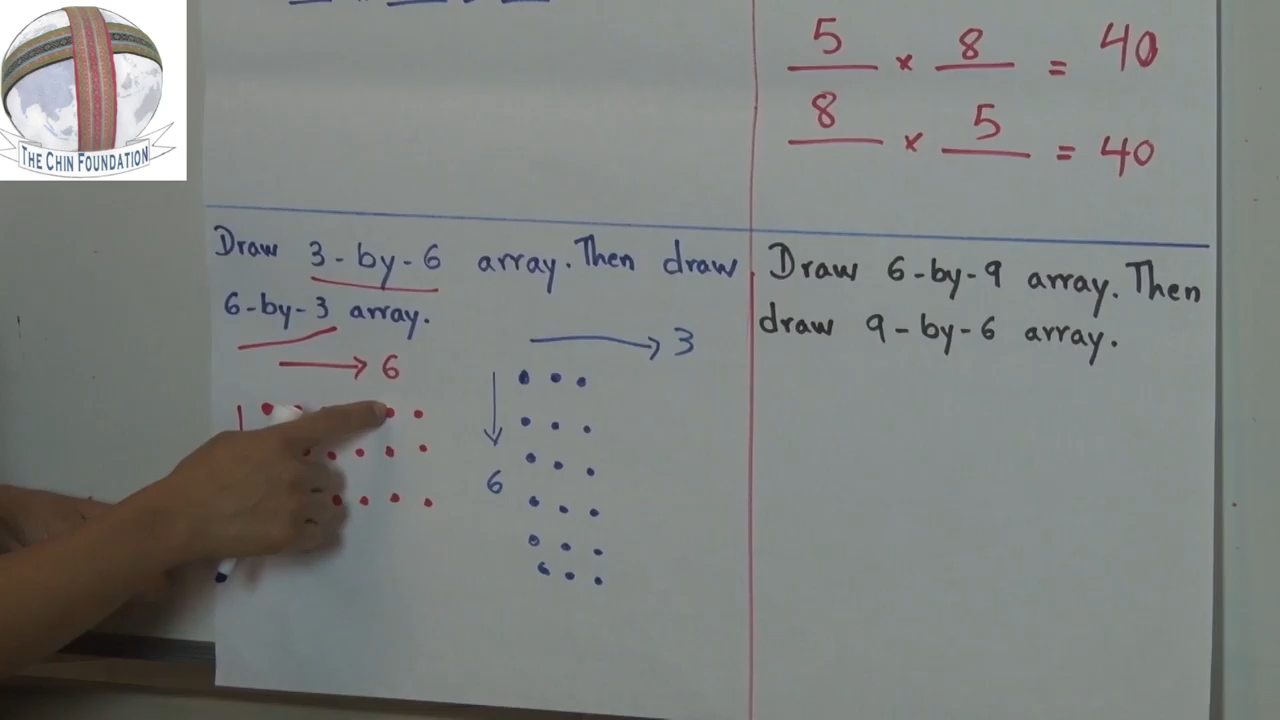 THE CHIN FOUNDATION
5 × 8 = 40
8 × 5 = 40
Draw 3-by-6 array. Then draw
6-by-3 array.
→ 6
→ 3
↓
6
Draw 6-by-9 array. Then
draw 9-by-6 array.